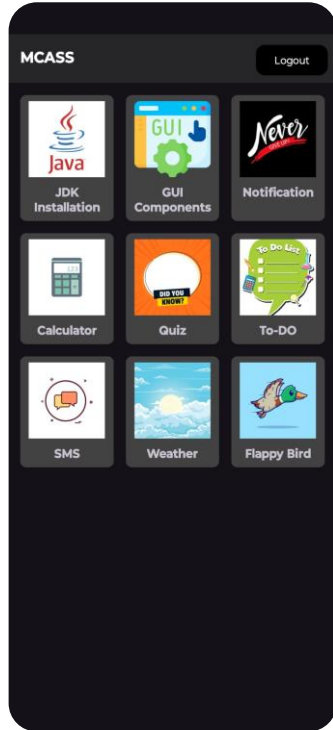 MCASS
Logout
Java
GUI
Never
GIVE UP!
JDK
Installation
GUI
Components
Notification
123
DID YOU
KNOW?
To Do List
Calculator
Quiz
To-DO
SMS
Weather
Flappy Bird